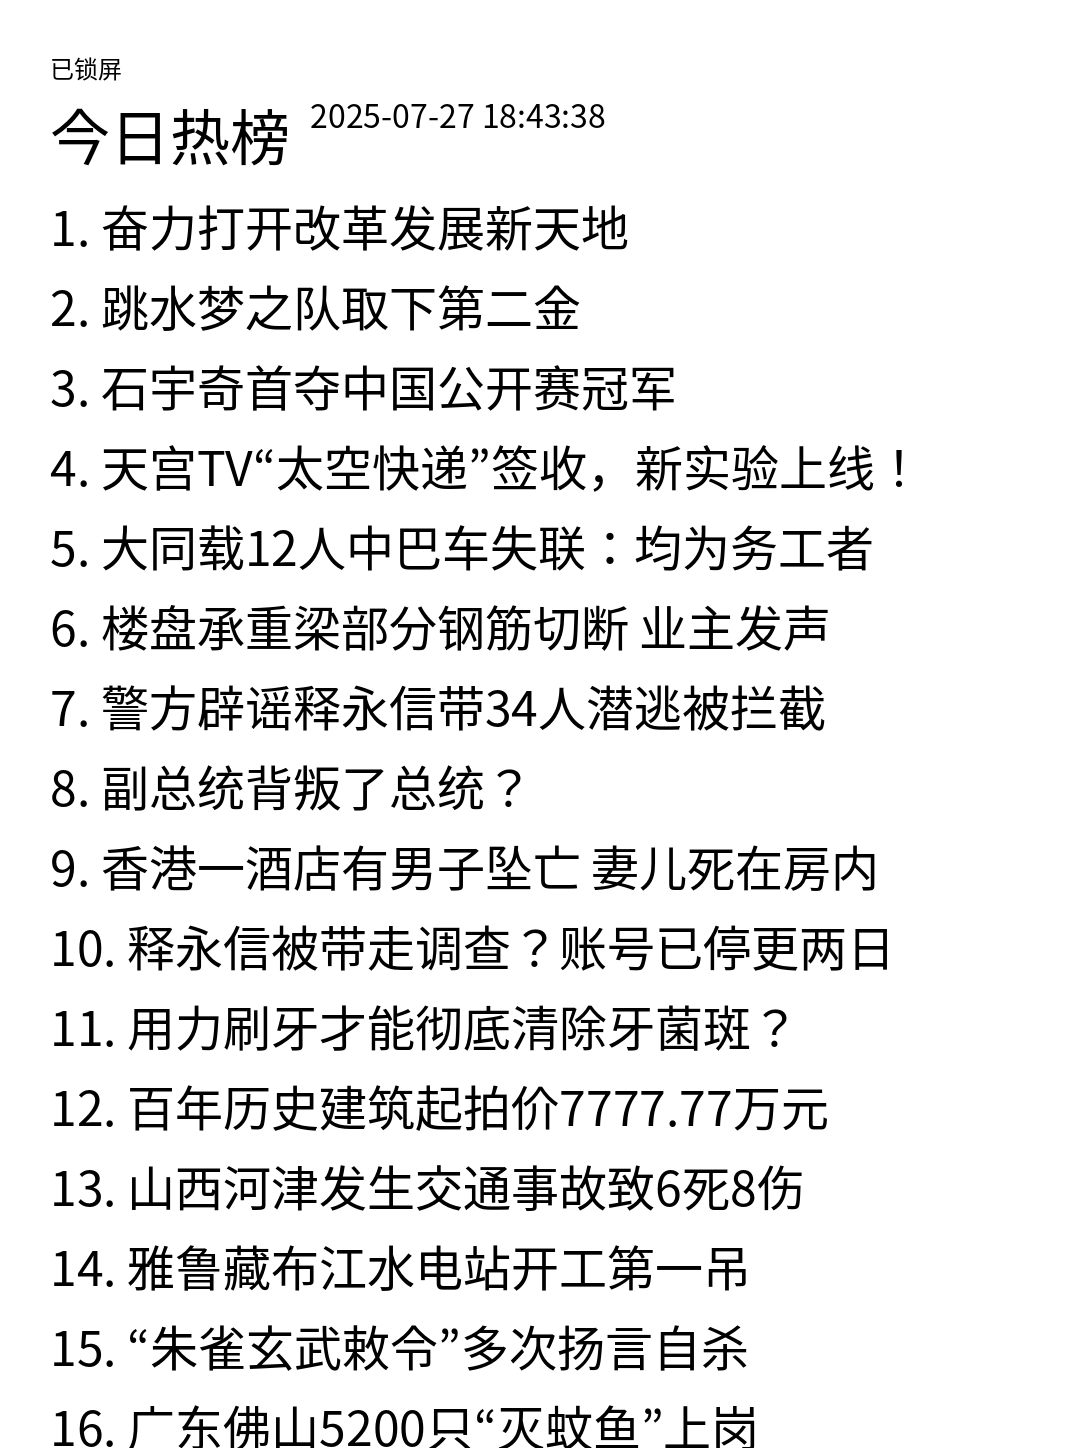 已锁屏
今日热榜 2025-07-27 18:43:38
1. 奋力打开改革发展新天地
2. 跳水梦之队取下第二金
3. 石宇奇首夺中国公开赛冠军
4. 天宫TV“太空快递”签收，新实验上线！
5. 大同载12人中巴车失联：均为务工者
6. 楼盘承重梁部分钢筋切断 业主发声
7. 警方辟谣释永信带34人潜逃被拦截
8. 副总统背叛了总统？
9. 香港一酒店有男子坠亡 妻儿死在房内
10. 释永信被带走调查？账号已停更两日
11. 用力刷牙才能彻底清除牙菌斑？
12. 百年历史建筑起拍价7777.77万元
13. 山西河津发生交通事故致6死8伤
14. 雅鲁藏布江水电站开工第一吊
15. “朱雀玄武敕令”多次扬言自杀
16. 广东佛山5200只“灭蚊鱼”上岗